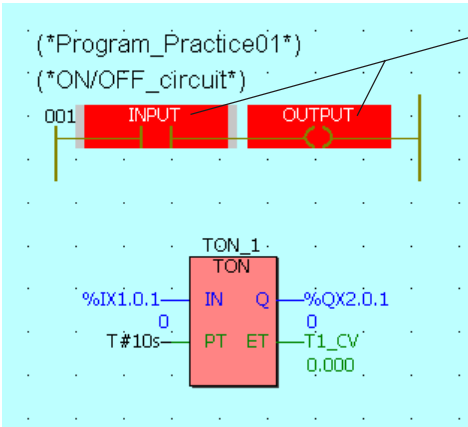 (*Program_Practice01*)
(*ON/OFF_circuit*)
001 INPUT OUTPUT
TON_1
TON
%IX1.0.1 IN Q %QX2.0.1
0 0
T#10s PT ET T1_CV
0.000